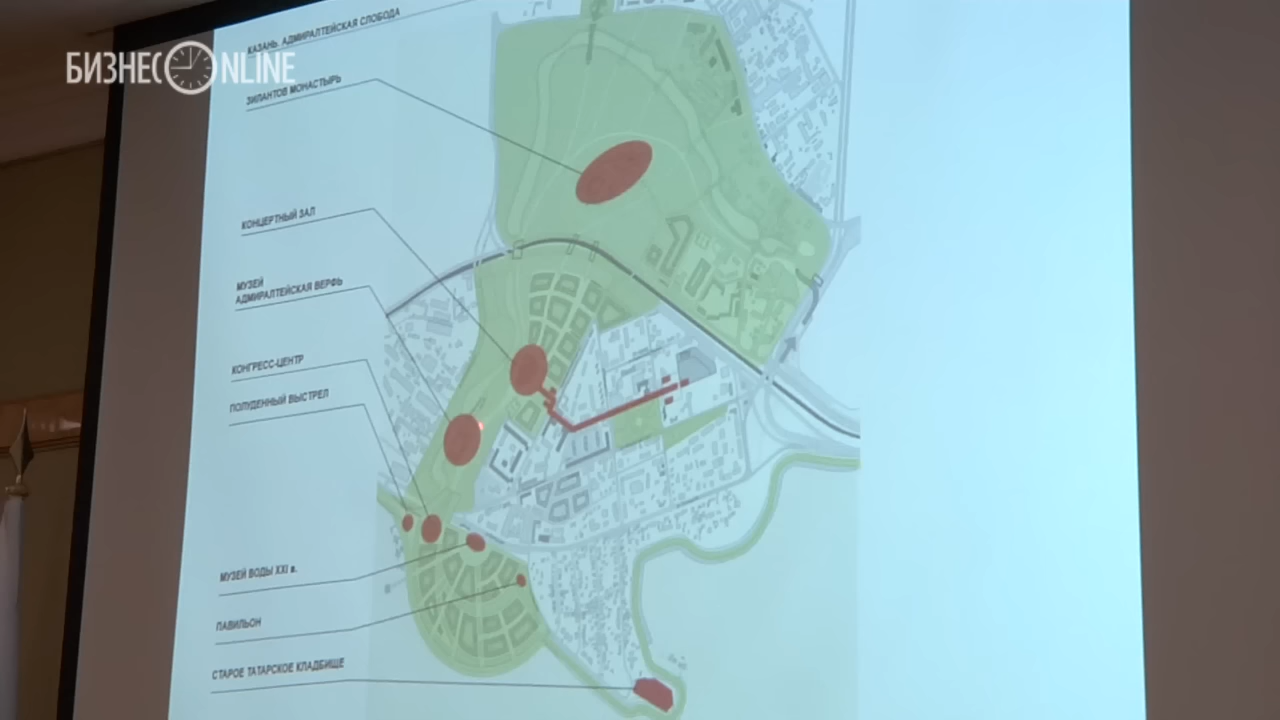 БИЗНЕС ONLINE
КАЗАНЬ. АДМИРАЛТЕЙСКАЯ СЛОБОДА
ЗИЛАНТОВ МОНАСТЫРЬ
КОНЦЕРТНЫЙ ЗАЛ
МУЗЕЙ
АДМИРАЛТЕЙСКАЯ ВЕРФЬ
КОНГРЕСС-ЦЕНТР
ПОЛУДЕННЫЙ ВЫСТРЕЛ
МУЗЕЙ ВОДЫ XXI в.
ПАВИЛЬОН
СТАРОЕ ТАТАРСКОЕ КЛАДБИЩЕ